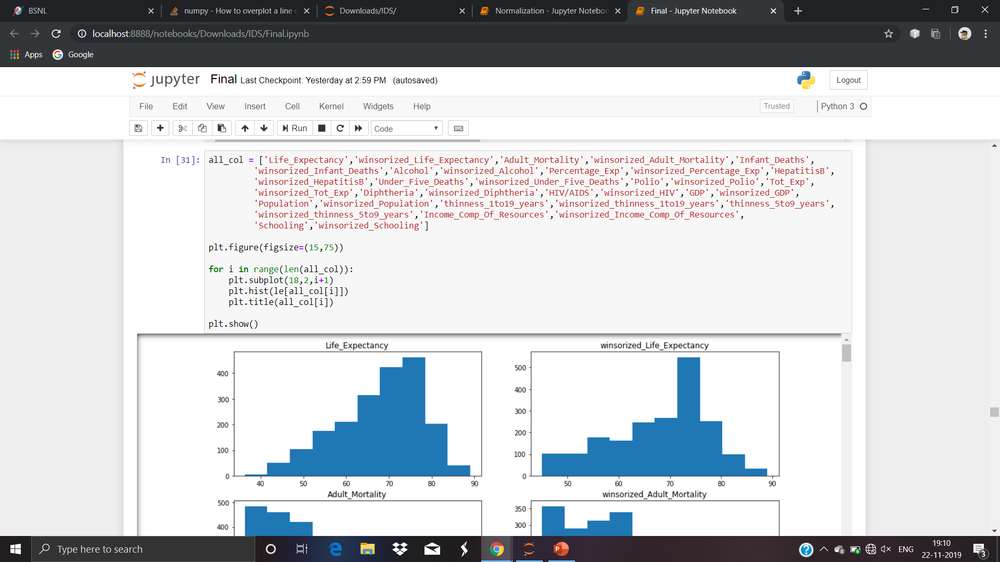 BSNL
numpy - How to overplot a line
Downloads/IDS/
Normalization - Jupyter Noteboo
Final - Jupyter Notebook
localhost:8888/notebooks/Downloads/IDS/Final.ipynb
Apps Google
jupyter Final Last Checkpoint: Yesterday at 2:59 PM (autosaved)
Logout
File Edit View Insert Cell Kernel Widgets Help
Trusted Python 3
Run Code
In [31]: all_col = ['Life_Expectancy','winsorized_Life_Expectancy','Adult_Mortality','winsorized_Adult_Mortality','Infant_Deaths',
'winsorized_Infant_Deaths','Alcohol','winsorized_Alcohol','Percentage_Exp','winsorized_Percentage_Exp','HepatitisB',
'winsorized_HepatitisB','Under_Five_Deaths','winsorized_Under_Five_Deaths','Polio','winsorized_Polio','Tot_Exp',
'winsorized_Tot_Exp','Diphtheria','winsorized_Diphtheria','HIV/AIDS','winsorized_HIV','GDP','winsorized_GDP',
'Population','winsorized_Population','thinness_1to19_years','winsorized_thinness_1to19_years','thinness_5to9_years',
'winsorized_thinness_5to9_years','Income_Comp_Of_Resources','winsorized_Income_Comp_Of_Resources',
'Schooling','winsorized_Schooling']
plt.figure(figsize=(15,75))
for i in range(len(all_col)):
plt.subplot(18,2,i+1)
plt.hist(le[all_col[i]])
plt.title(all_col[i])
plt.show()
Life_Expectancy
400
300
200
100
0
40 50 60 70 80 90
winsorized_Life_Expectancy
500
400
300
200
100
0
50 60 70 80 90
Adult_Mortality
500
400
winsorized_Adult_Mortality
350
300
Type here to search
ENG
19:10
22-11-2019
3